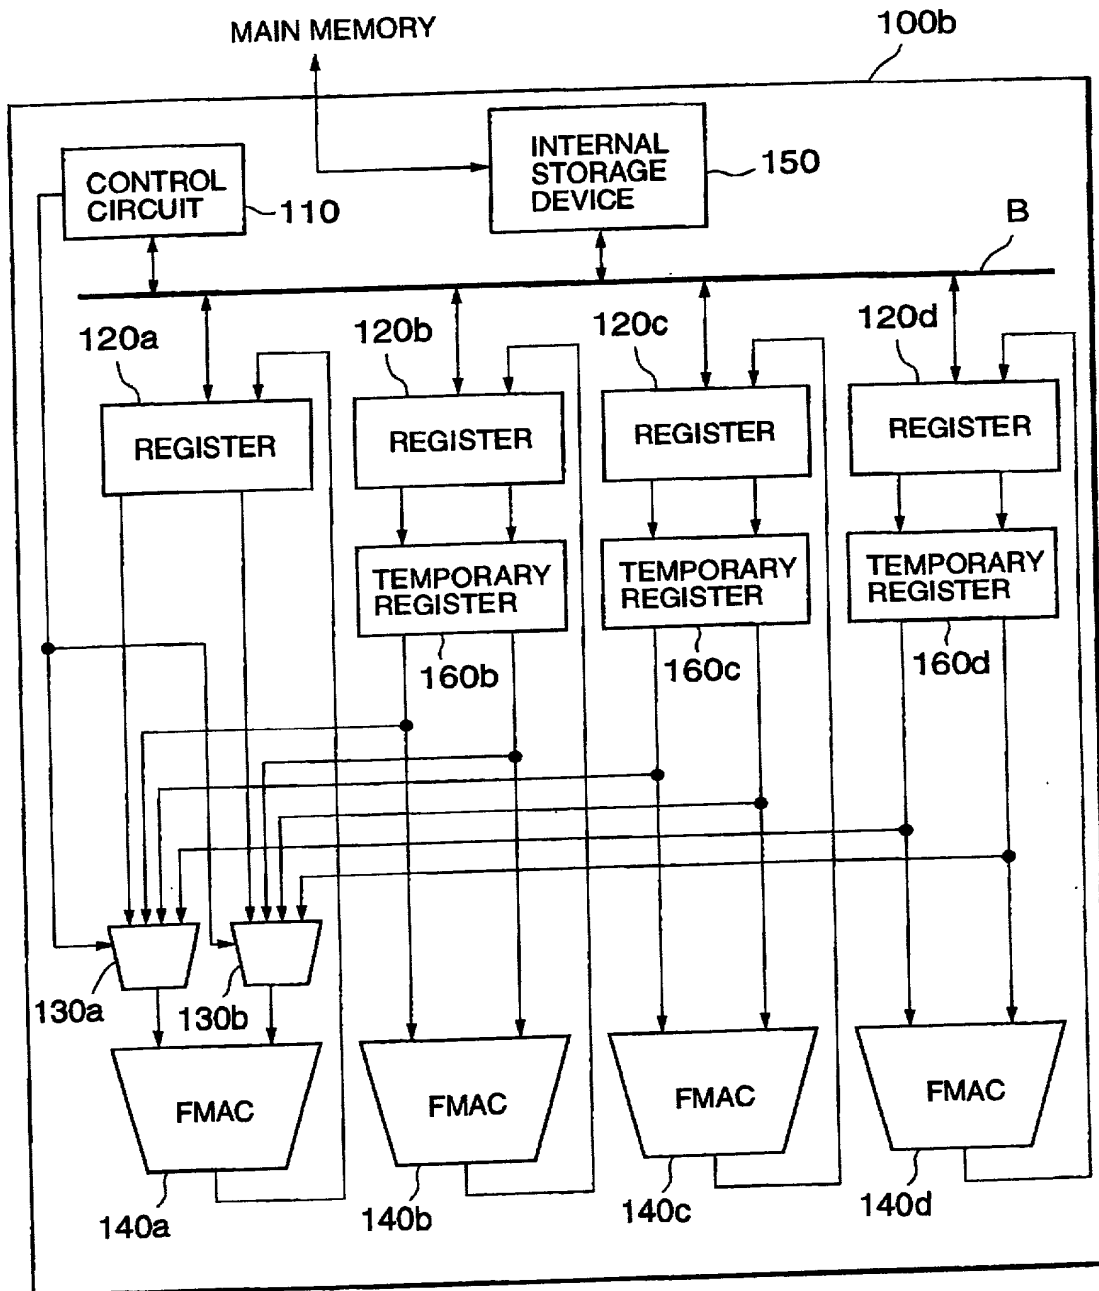 MAIN MEMORY
100b
CONTROL
CIRCUIT
110
INTERNAL
STORAGE
DEVICE
150
B
120a
120b
120c
120d
REGISTER
REGISTER
REGISTER
REGISTER
TEMPORARY
REGISTER
TEMPORARY
REGISTER
TEMPORARY
REGISTER
160b
160c
160d
130a
130b
FMAC
FMAC
FMAC
FMAC
140a
140b
140c
140d